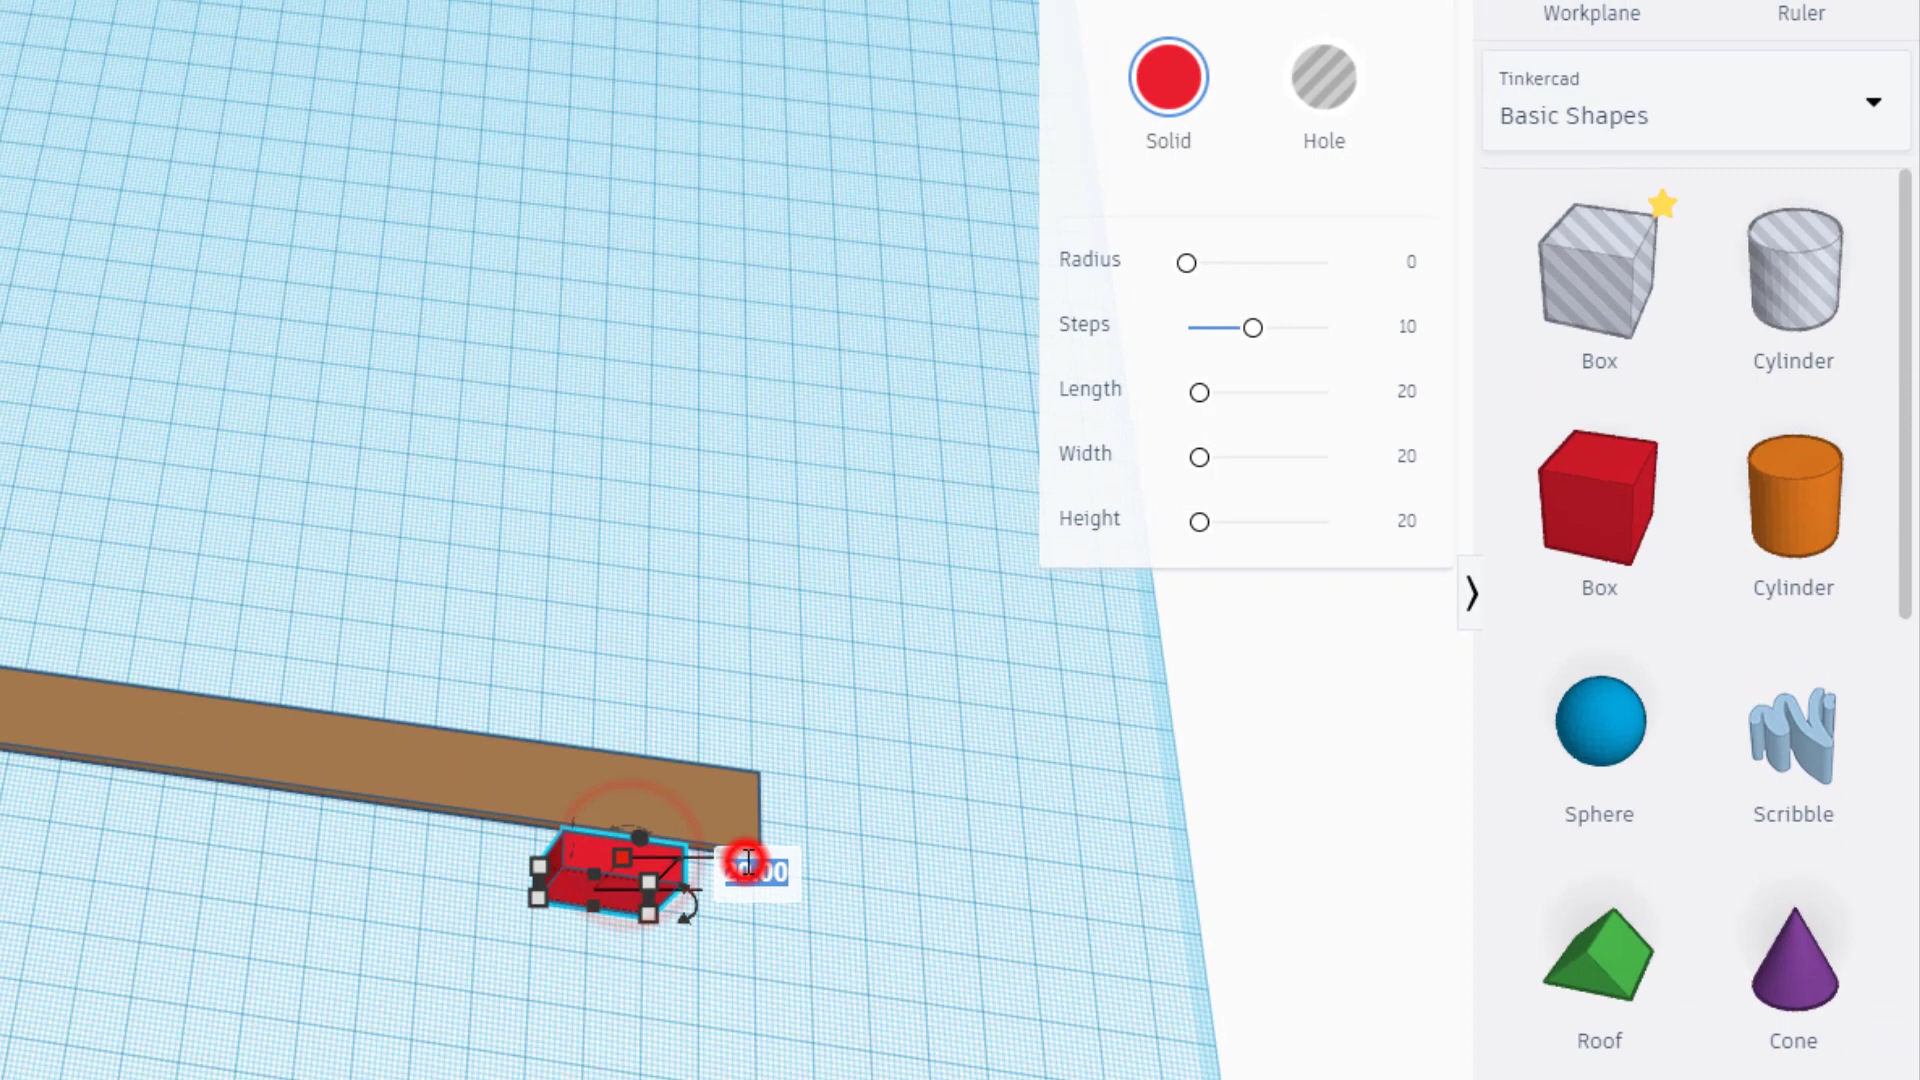 Workplane
Ruler
Tinkercad
Basic Shapes
Solid
Hole
Radius
0
Steps
10
Length
20
Width
20
Height
20
Box
Cylinder
Box
Cylinder
Sphere
Scribble
Roof
Cone